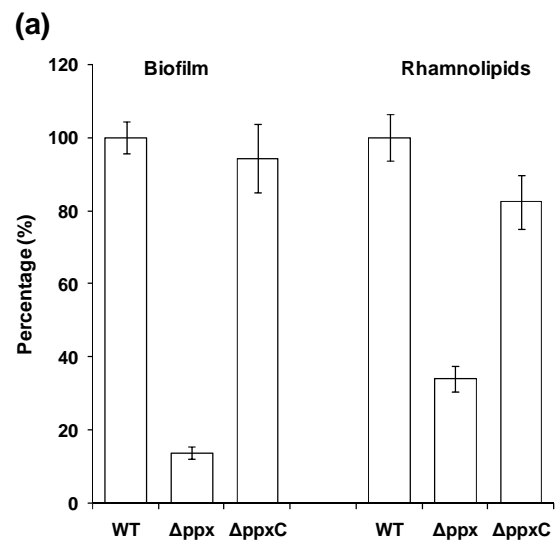 (a)
Biofilm Rhamnolipids
120
100
80
60
40
20
0
Percentage (%)
WT Δppx ΔppxC WT Δppx ΔppxC